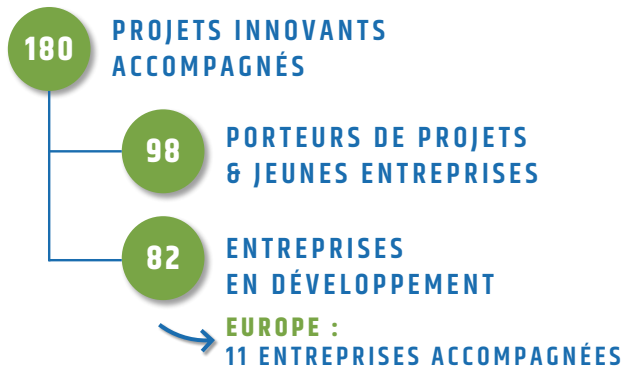 180
PROJETS INNOVANTS
ACCOMPAGNÉS
98
PORTEURS DE PROJETS
& JEUNES ENTREPRISES
82
ENTREPRISES
EN DÉVELOPPEMENT
EUROPE :
11 ENTREPRISES ACCOMPAGNÉES